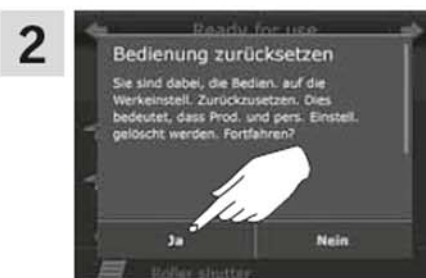 2
Ready for use
Bedienung zurücksetzen
Sie sind dabei, die Bedien. auf die
Werkeinstell. Zurückzusetzen. Dies
bedeutet, dass Prod. und pers. Einstell.
gelöscht werden. Fortfahren?
Ja
Nein
Roller shutter